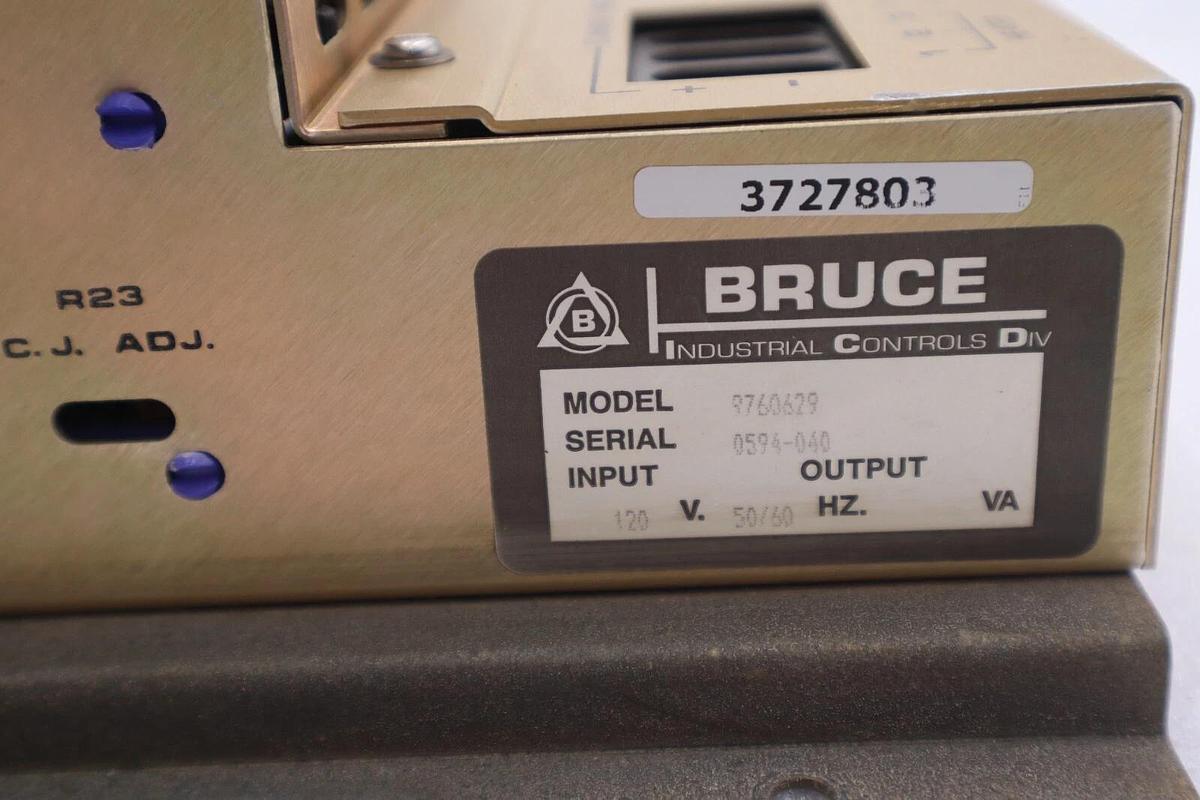 3727803
B
BRUCE
INDUSTRIAL CONTROLS DIV
R23
C.J. ADJ.
MODEL 9760629
SERIAL 0594-040
INPUT OUTPUT
120 V. 50/60 HZ. VA
+ -